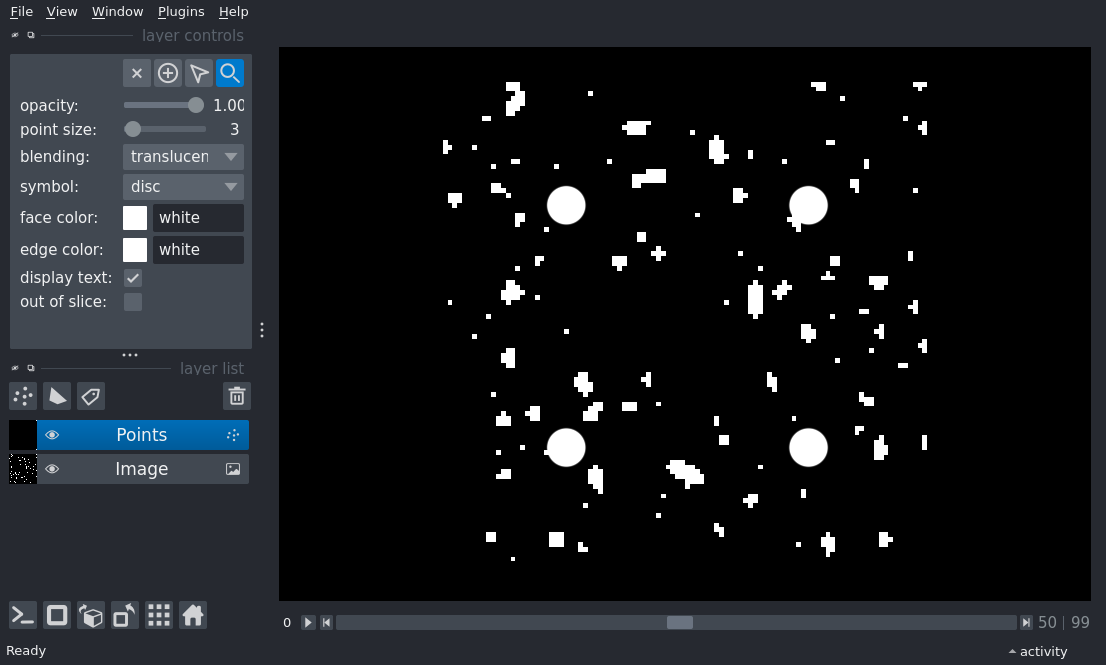 File View Window Plugins Help
layer controls
opacity: 1.00
point size: 3
blending: translucen
symbol: disc
face color: white
edge color: white
display text:
out of slice:
layer list
Points
Image
0 50 | 99
Ready activity